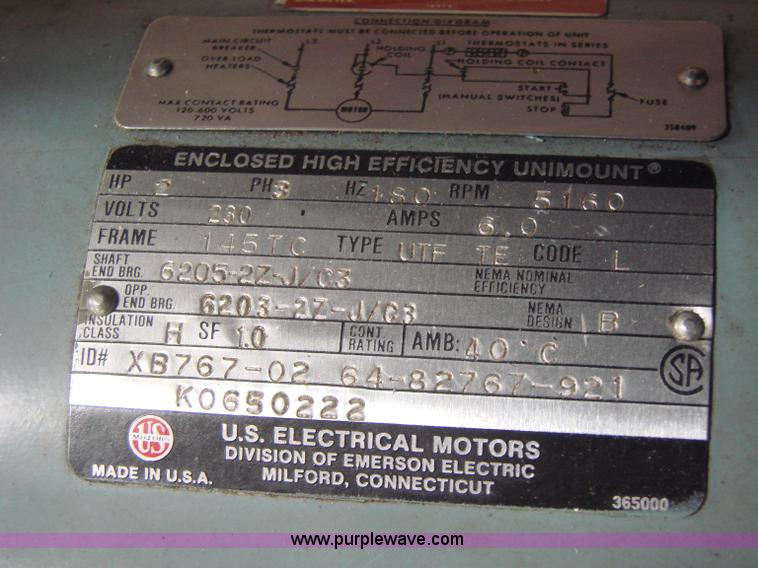 CONNECTION DIAGRAM
THERMOSTATS MUST BE CONNECTED BEFORE OPERATION OF UNIT
MAIN CIRCUIT BREAKER
L3
L2
L1
HOLDING COIL
THERMOSTATS IN SERIES
HOLDING COIL CONTACT
OVER-LOAD HEATERS
START
(MANUAL SWITCHES)
STOP
FUSE
MAX CONTACT RATING
120-600 VOLTS
720 VA
MOTOR
358409
ENCLOSED HIGH EFFICIENCY UNIMOUNT®
HP 2 PH 3 HZ 180 RPM 5160
VOLTS 230 AMPS 6.0
FRAME 145TC TYPE UTF TE CODE L
SHAFT END BRG. 6205-2Z-J/C3 NEMA NOMINAL EFFICIENCY
OPP. END BRG. 6203-2Z-J/C3 NEMA DESIGN B
INSULATION CLASS H SF 1.0 CONT RATING AMB: 40°C
ID# XB767-02 64-82767-921
K0650222
SA
US
MOTORS
U.S. ELECTRICAL MOTORS
DIVISION OF EMERSON ELECTRIC
MADE IN U.S.A. MILFORD, CONNECTICUT
365000
www.purplewave.com